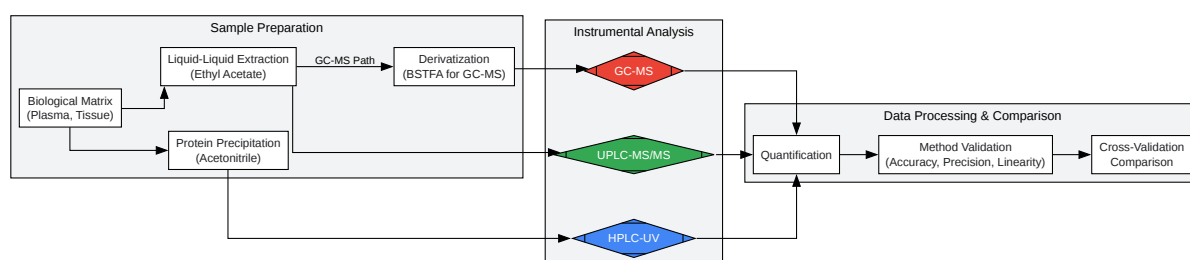 Sample Preparation
Liquid-Liquid Extraction
(Ethyl Acetate)
GC-MS Path
Derivatization
(BSTFA for GC-MS)
Biological Matrix
(Plasma, Tissue)
Protein Precipitation
(Acetonitrile)
Instrumental Analysis
GC-MS
UPLC-MS/MS
HPLC-UV
Data Processing & Comparison
Quantification
Method Validation
(Accuracy, Precision, Linearity)
Cross-Validation
Comparison